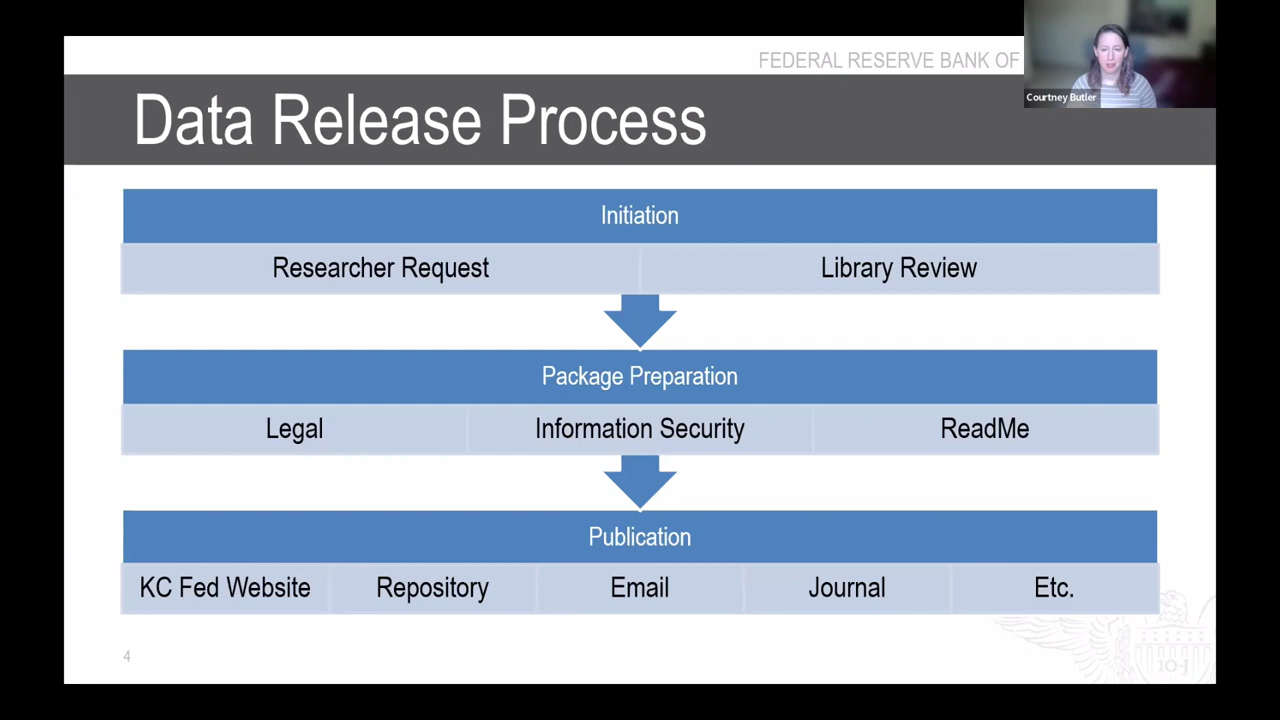 FEDERAL RESERVE BANK OF
Courtney Butler
Data Release Process
Initiation
Researcher Request
Library Review
Package Preparation
Legal
Information Security
ReadMe
Publication
KC Fed Website
Repository
Email
Journal
Etc.
4
10-J